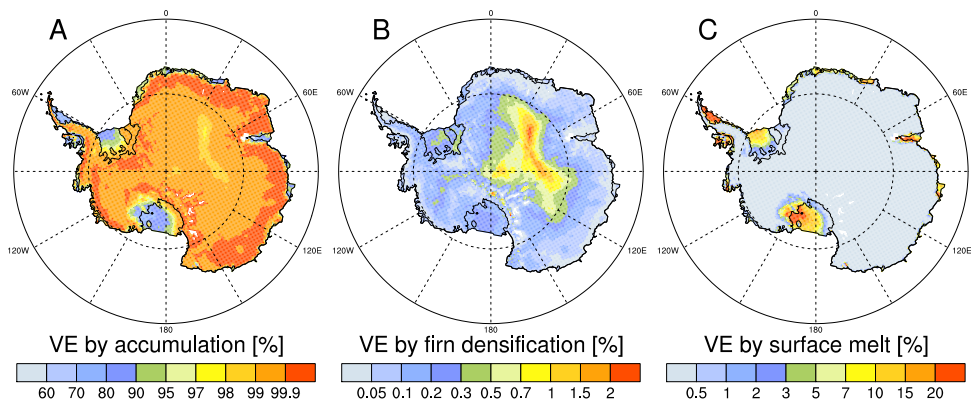 A
0
60W
60E
120W
120E
180
VE by accumulation [%]
60 70 80 90 95 97 98 99 99.9
B
0
60W
60E
120W
120E
180
VE by firn densification [%]
0.05 0.1 0.2 0.3 0.5 0.7 1 1.5 2
C
0
60W
60E
120W
120E
180
VE by surface melt [%]
0.5 1 2 3 5 7 10 15 20